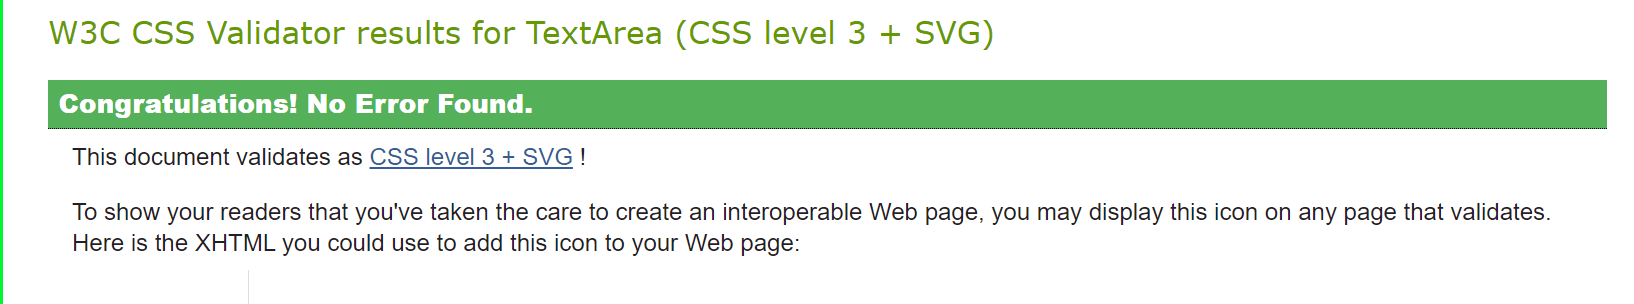 W3C CSS Validator results for TextArea (CSS level 3 + SVG)
Congratulations! No Error Found.
This document validates as CSS level 3 + SVG !
To show your readers that you've taken the care to create an interoperable Web page, you may display this icon on any page that validates.
Here is the XHTML you could use to add this icon to your Web page: